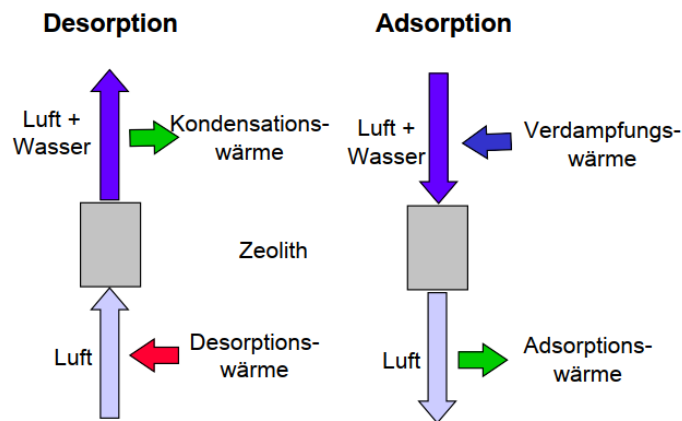 Desorption
Adsorption
Luft +
Wasser
Kondensations-
wärme
Luft +
Wasser
Verdampfungs-
wärme
Zeolith
Luft
Desorptions-
wärme
Luft
Adsorptions-
wärme